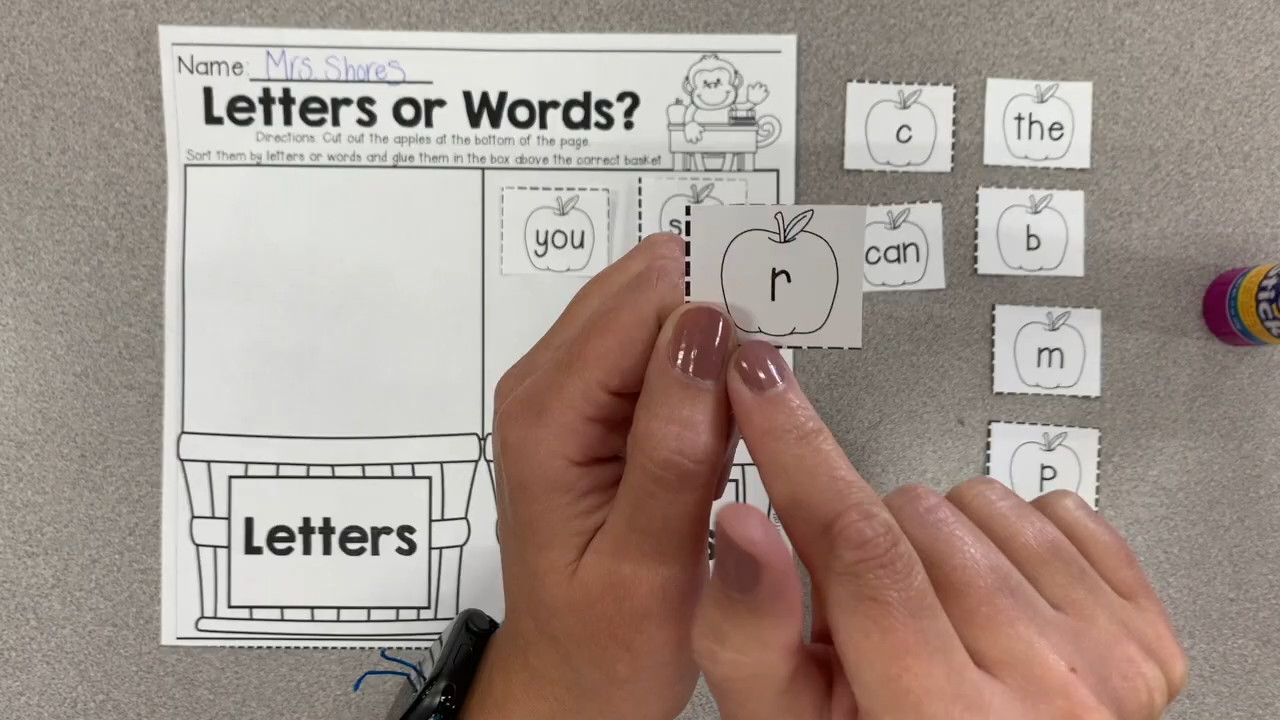 Name: Mrs. Shores
Letters or Words?
Directions: Cut out the apples at the bottom of the page.
Sort them by letters or words and glue them in the box above the correct basket.
you
r
can
c
the
b
m
p
Letters